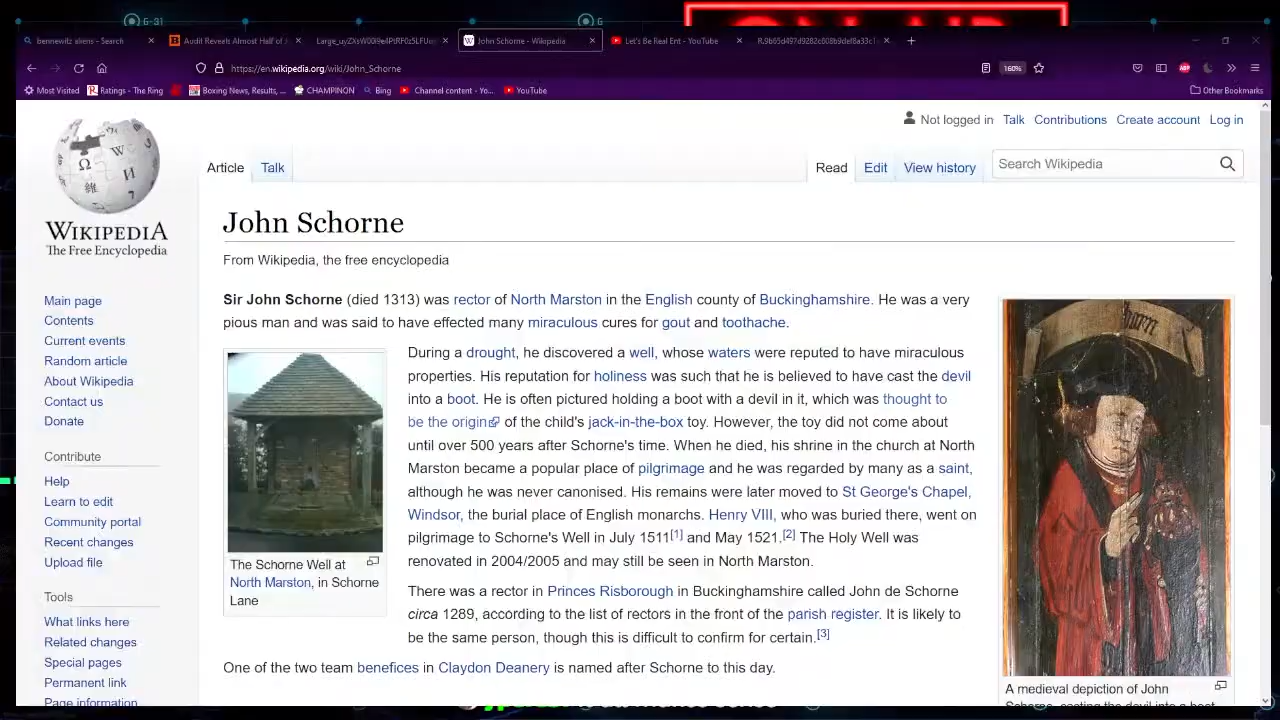 G-31
G
bennewitz aliens - Search
Audit Reveals Almost Half of J
John Schorne - Wikipedia
Let's Be Real Ent - YouTube
https://en.wikipedia.org/wiki/John_Schorne
160%
Most Visited
Ratings - The Ring
Boxing News, Results, ...
CHAMPINON
Bing
Channel content - Yo...
YouTube
Other Bookmarks
Not logged in Talk Contributions Create account Log in
Article Talk
Read Edit View history
Search Wikipedia
WIKIPEDIA
The Free Encyclopedia
Main page
Contents
Current events
Random article
About Wikipedia
Contact us
Donate
Contribute
Help
Learn to edit
Community portal
Recent changes
Upload file
Tools
What links here
Related changes
Special pages
Permanent link
Page information
John Schorne
From Wikipedia, the free encyclopedia
Sir John Schorne (died 1313) was rector of North Marston in the English county of Buckinghamshire. He was a very
pious man and was said to have effected many miraculous cures for gout and toothache.
The Schorne Well at
North Marston, in Schorne
Lane
During a drought, he discovered a well, whose waters were reputed to have miraculous
properties. His reputation for holiness was such that he is believed to have cast the devil
into a boot. He is often pictured holding a boot with a devil in it, which was thought to
be the origin of the child's jack-in-the-box toy. However, the toy did not come about
until over 500 years after Schorne's time. When he died, his shrine in the church at North
Marston became a popular place of pilgrimage and he was regarded by many as a saint,
although he was never canonised. His remains were later moved to St George's Chapel,
Windsor, the burial place of English monarchs. Henry VIII, who was buried there, went on
pilgrimage to Schorne's Well in July 1511[1] and May 1521.[2] The Holy Well was
renovated in 2004/2005 and may still be seen in North Marston.
There was a rector in Princes Risborough in Buckinghamshire called John de Schorne
circa 1289, according to the list of rectors in the front of the parish register. It is likely to
be the same person, though this is difficult to confirm for certain.[3]
One of the two team benefices in Claydon Deanery is named after Schorne to this day.
A medieval depiction of John
Schorne, casting the devil into a boot